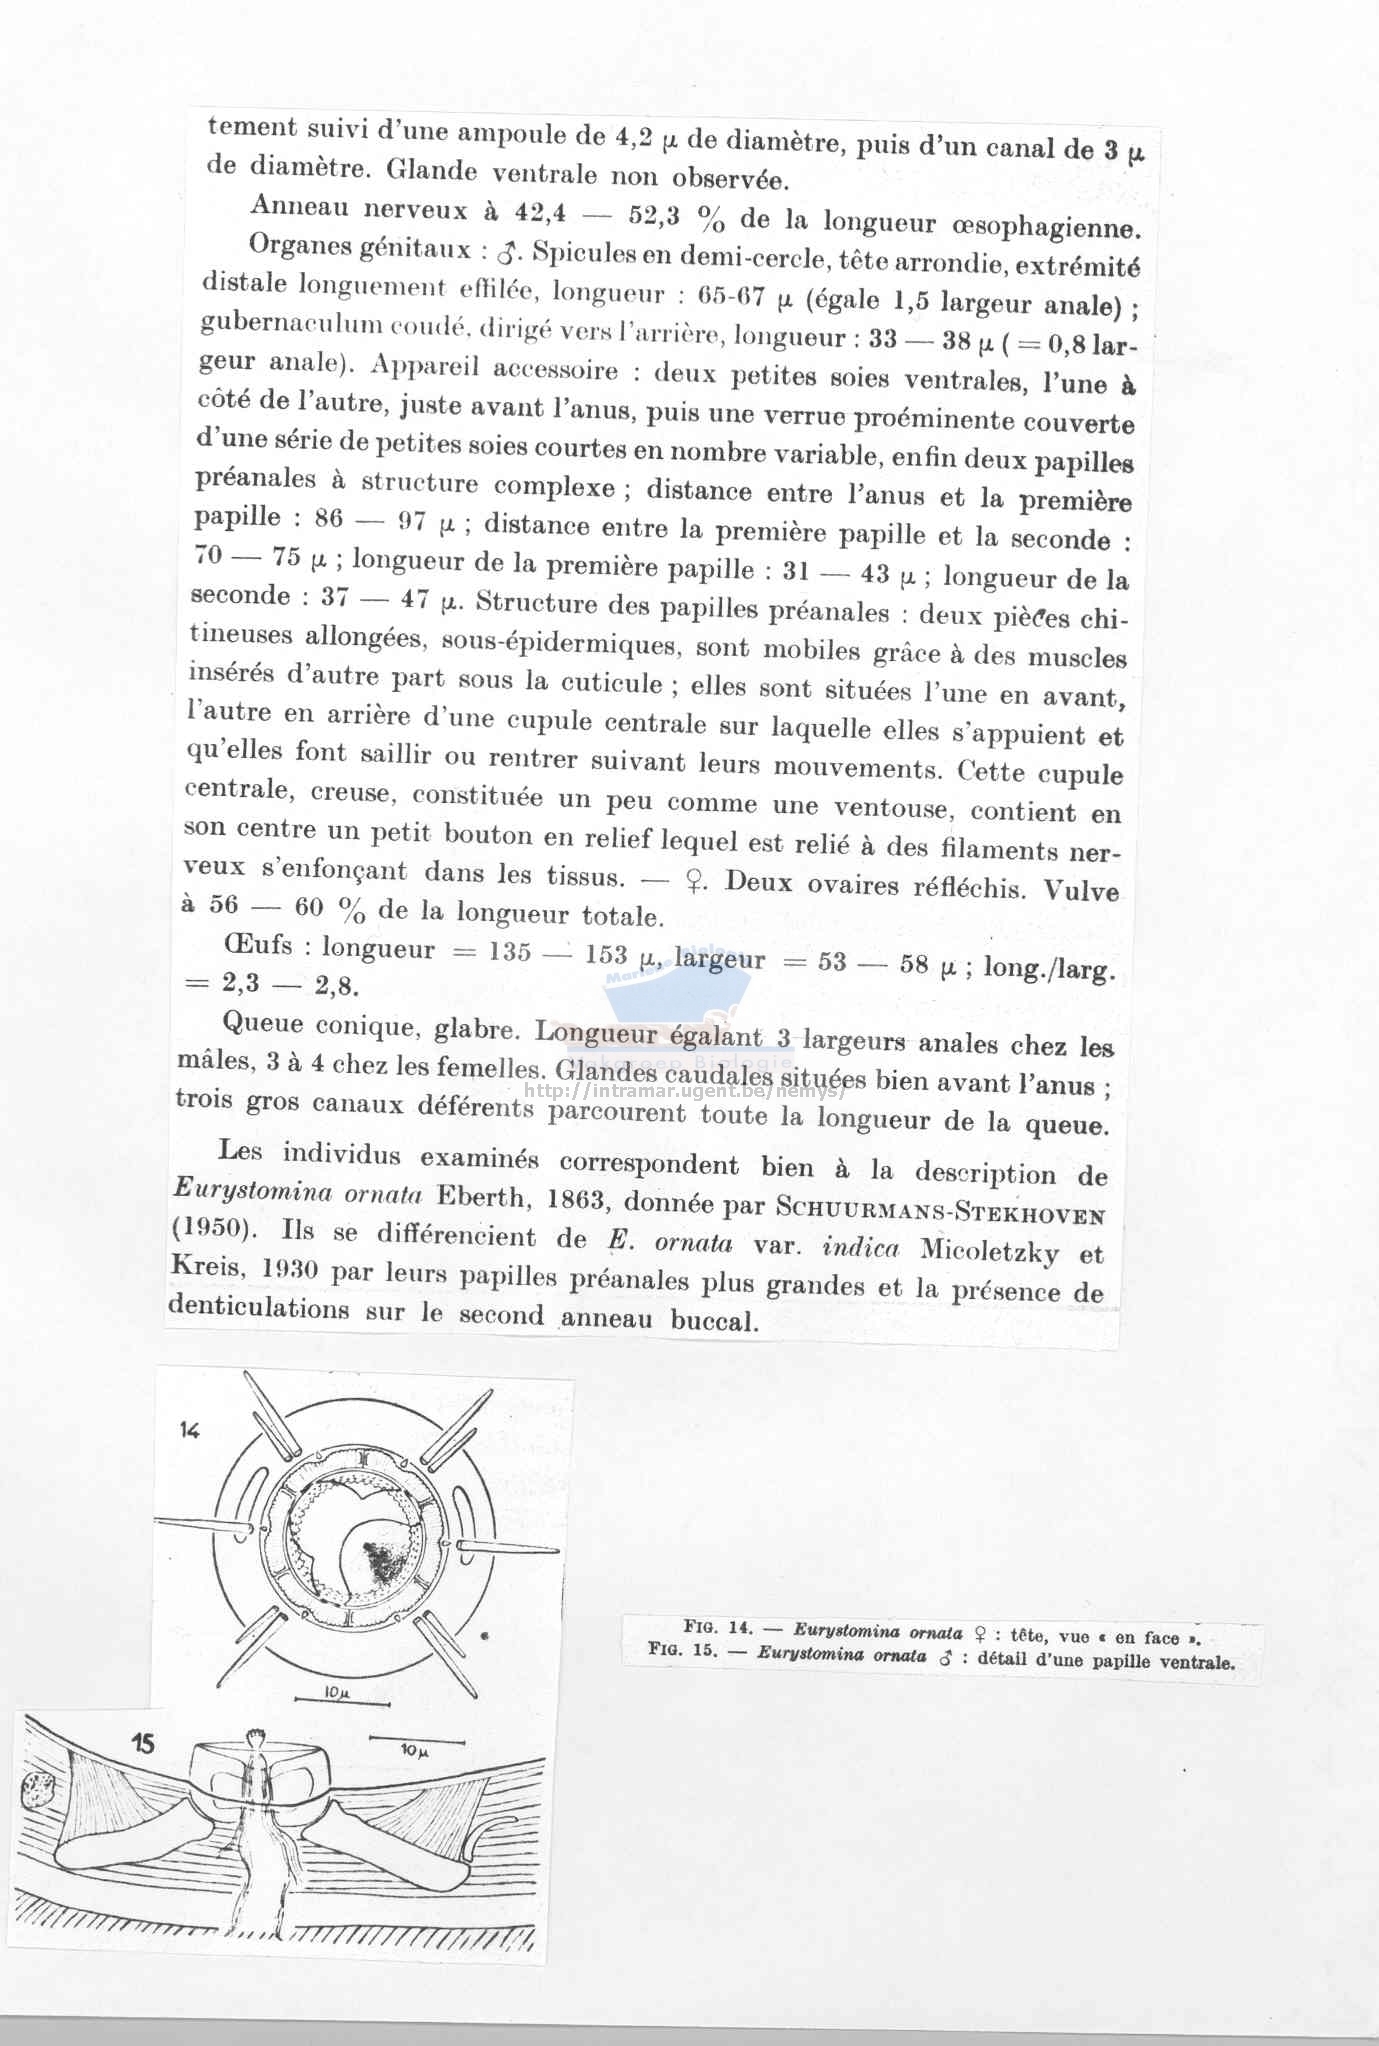 tement suivi d'une ampoule de 4,2 µ de diamètre, puis d'un canal de 3 µ
de diamètre. Glande ventrale non observée.
Anneau nerveux à 42,4 — 52,3 % de la longueur œsophagienne.
Organes génitaux : ♂. Spicules en demi-cercle, tête arrondie, extrémité
distale longuement effilée, longueur : 65-67 µ (égale 1,5 largeur anale) ;
gubernaculum coudé, dirigé vers l'arrière, longueur : 33 — 38 µ ( = 0,8 lar-
geur anale). Appareil accessoire : deux petites soies ventrales, l'une à
côté de l'autre, juste avant l'anus, puis une verrue proéminente couverte
d'une série de petites soies courtes en nombre variable, enfin deux papilles
préanales à structure complexe ; distance entre l'anus et la première
papille : 86 — 97 µ ; distance entre la première papille et la seconde :
70 — 75 µ ; longueur de la première papille : 31 — 43 µ ; longueur de la
seconde : 37 — 47 µ. Structure des papilles préanales : deux pièces chi-
tineuses allongées, sous-épidermiques, sont mobiles grâce à des muscles
insérés d'autre part sous la cuticule ; elles sont situées l'une en avant,
l'autre en arrière d'une cupule centrale sur laquelle elles s'appuient et
qu'elles font saillir ou rentrer suivant leurs mouvements. Cette cupule
centrale, creuse, constituée un peu comme une ventouse, contient en
son centre un petit bouton en relief lequel est relié à des filaments ner-
veux s'enfonçant dans les tissus. — ♀. Deux ovaires réfléchis. Vulve
à 56 — 60 % de la longueur totale.
Œufs : longueur = 135 — 153 µ, largeur = 53 — 58 µ ; long./larg.
= 2,3 — 2,8.
Queue conique, glabre. Longueur égalant 3 largeurs anales chez les
mâles, 3 à 4 chez les femelles. Glandes caudales situées bien avant l'anus ;
http://intramar.ugent.be/nemys/
trois gros canaux déférents parcourent toute la longueur de la queue.
Les individus examinés correspondent bien à la description de
Eurystomina ornata Eberth, 1863, donnée par SCHUURMANS-STEKHOVEN
(1950). Ils se différencient de E. ornata var. indica Micoletzky et
Kreis, 1930 par leurs papilles préanales plus grandes et la présence de
denticulations sur le second anneau buccal.
14
10µ
FIG. 14. — Eurystomina ornata ♀ : tête, vue « en face ».
FIG. 15. — Eurystomina ornata ♂ : détail d'une papille ventrale.
15
10µ